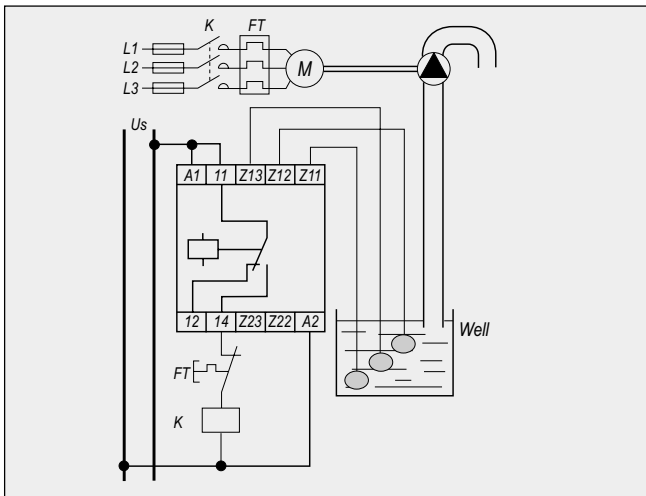 K FT
L1
L2
L3
M
Us
A1 11 Z13 Z12 Z11
12 14 Z23 Z22 A2
Well
FT
K